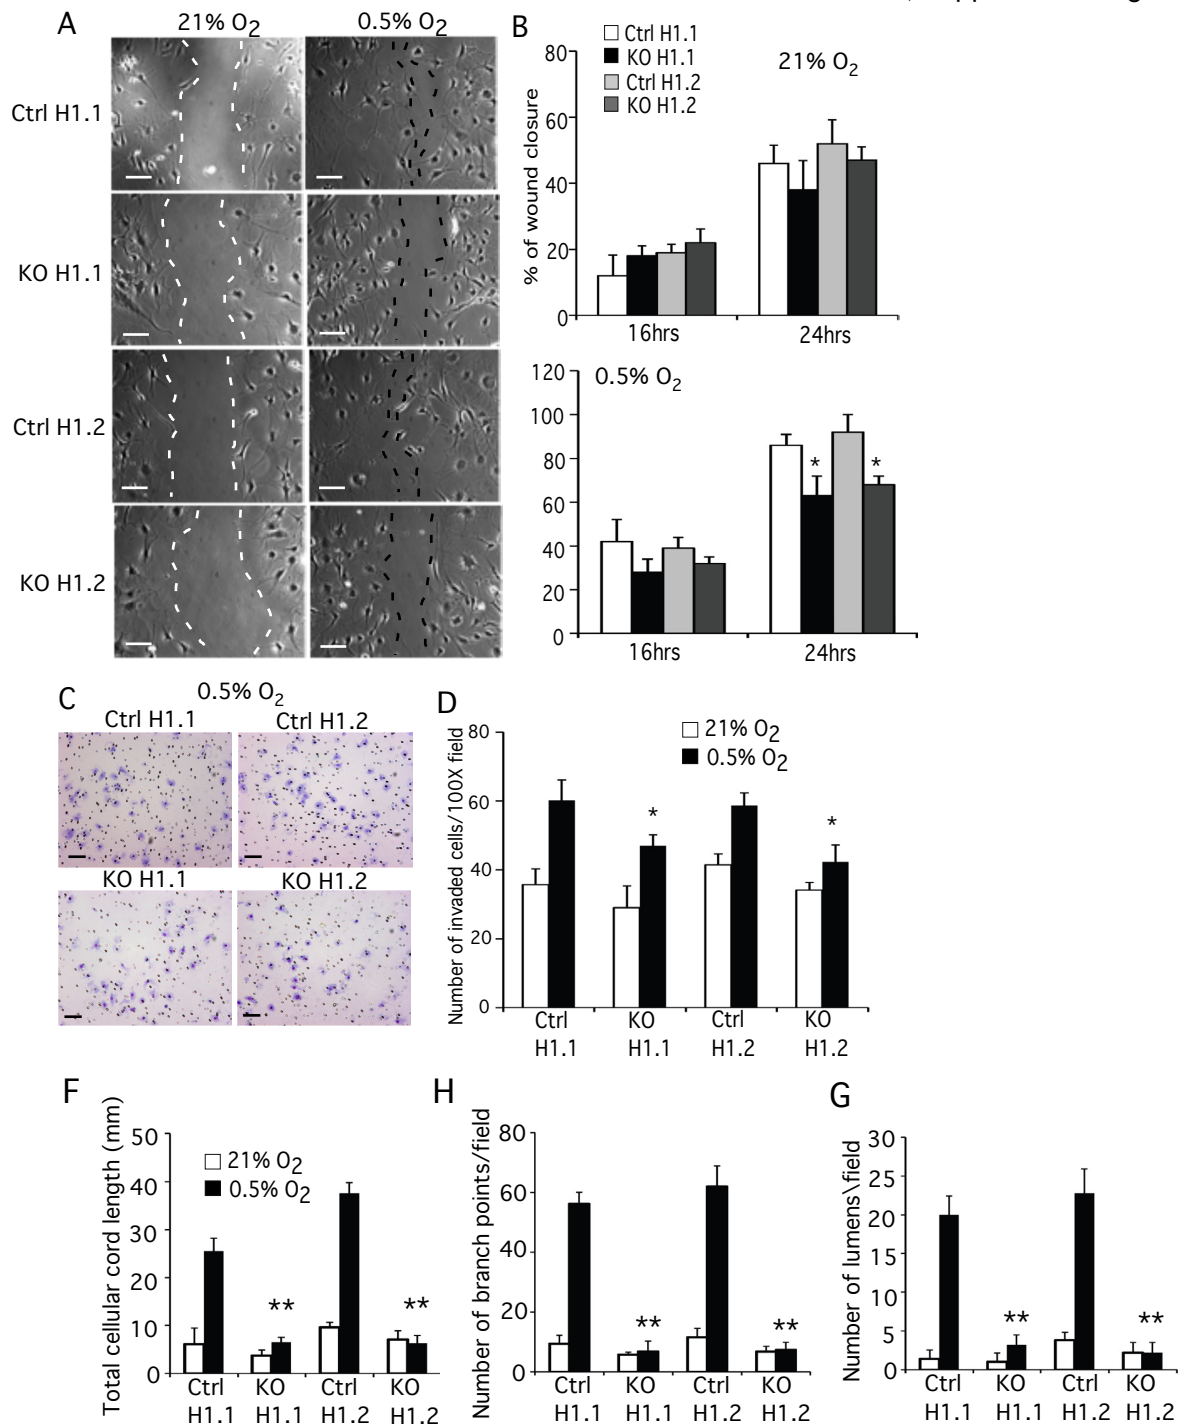 A
21% O2
0.5% O2
Ctrl H1.1
KO H1.1
Ctrl H1.2
KO H1.2
B
Ctrl H1.1
KO H1.1
Ctrl H1.2
KO H1.2
21% O2
% of wound closure
80
60
40
20
0
16hrs
24hrs
0.5% O2
120
100
80
60
40
20
0
*
*
16hrs
24hrs
C
0.5% O2
Ctrl H1.1
Ctrl H1.2
KO H1.1
KO H1.2
D
21% O2
0.5% O2
Number of invaded cells/100X field
80
60
40
20
0
*
*
Ctrl H1.1
KO H1.1
Ctrl H1.2
KO H1.2
F
21% O2
0.5% O2
Total cellular cord length (mm)
50
40
30
20
10
0
**
**
Ctrl H1.1
KO H1.1
Ctrl H1.2
KO H1.2
H
Number of branch points/field
80
60
40
20
0
**
**
Ctrl H1.1
KO H1.1
Ctrl H1.2
KO H1.2
G
Number of lumens\field
30
25
20
15
10
5
0
**
**
Ctrl H1.1
KO H1.1
Ctrl H1.2
KO H1.2